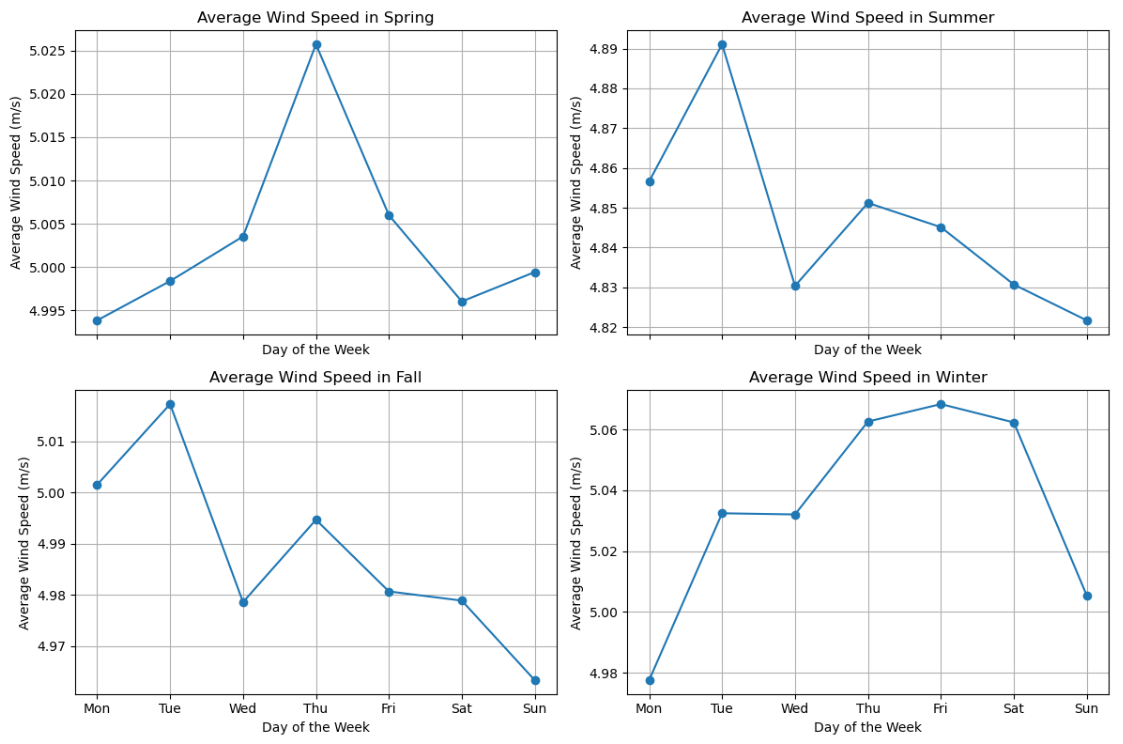 Average Wind Speed in Spring
Average Wind Speed (m/s)
5.025
5.020
5.015
5.010
5.005
5.000
4.995
Day of the Week
Average Wind Speed in Summer
Average Wind Speed (m/s)
4.89
4.88
4.87
4.86
4.85
4.84
4.83
4.82
Day of the Week
Average Wind Speed in Fall
Average Wind Speed (m/s)
5.01
5.00
4.99
4.98
4.97
Mon Tue Wed Thu Fri Sat Sun
Day of the Week
Average Wind Speed in Winter
Average Wind Speed (m/s)
5.06
5.04
5.02
5.00
4.98
Mon Tue Wed Thu Fri Sat Sun
Day of the Week